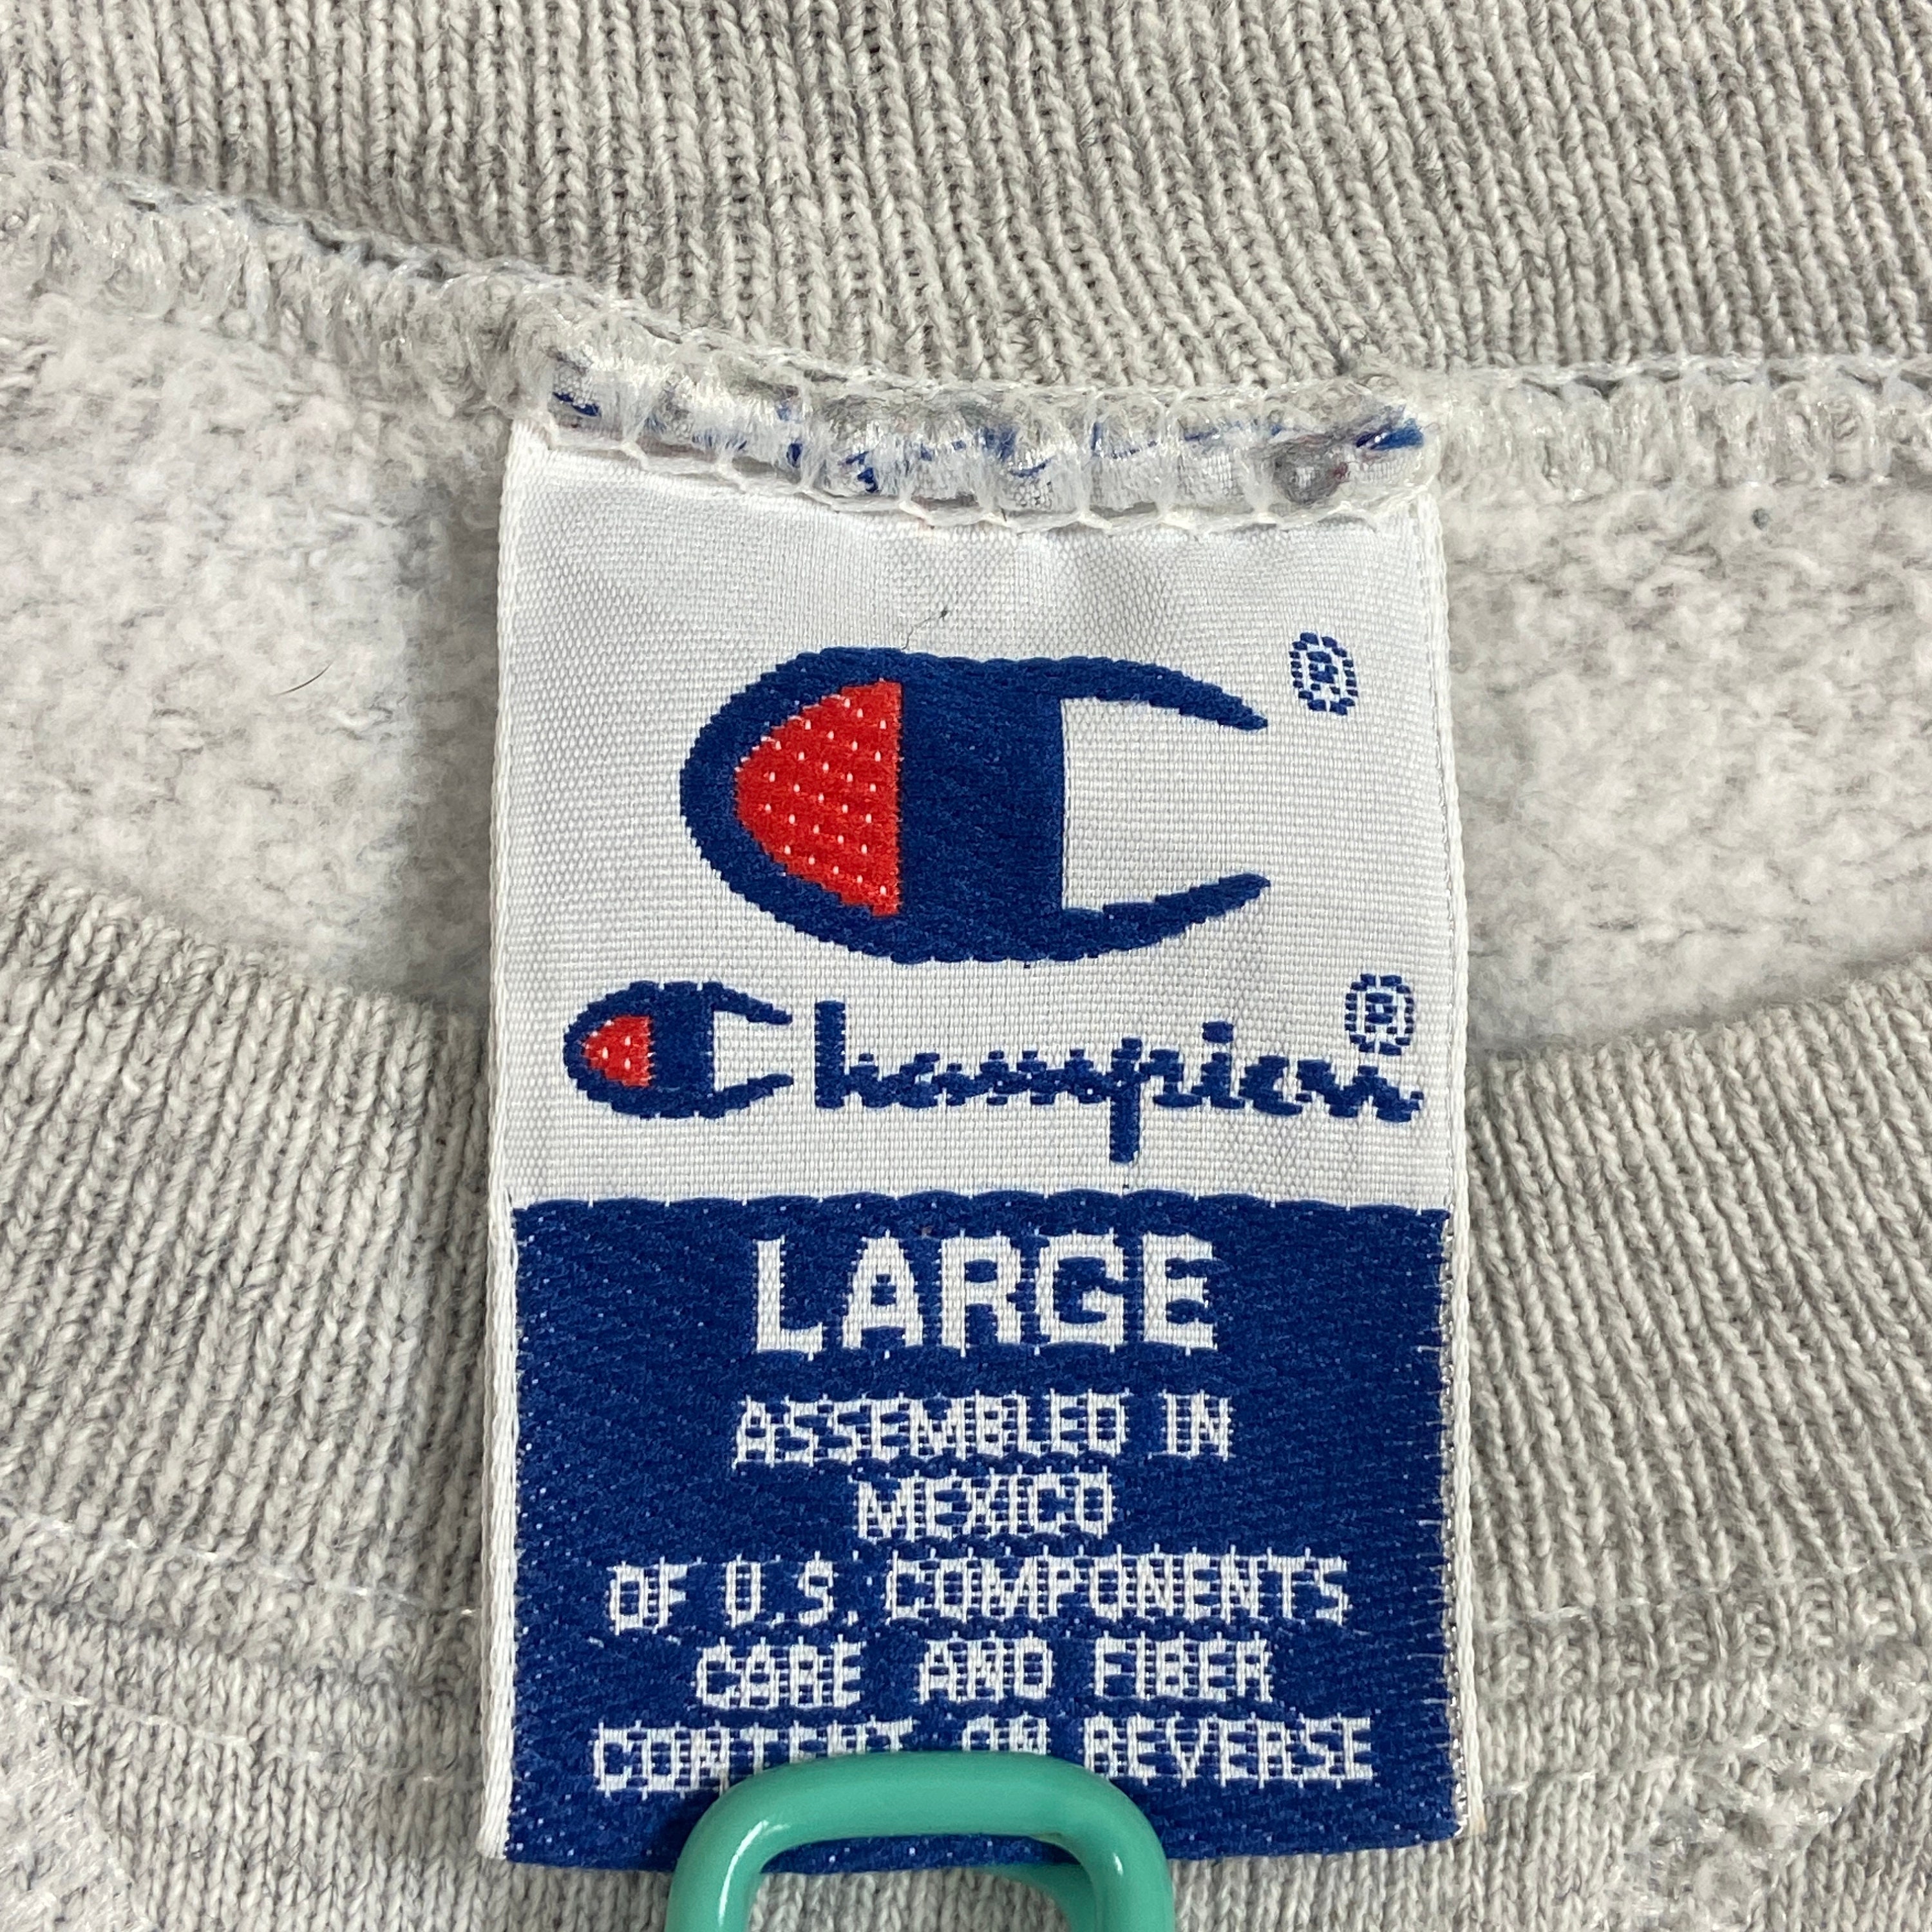 ®
Champion®
LARGE
ASSEMBLED IN
MEXICO
OF U.S. COMPONENTS
CARE AND FIBER
CONTENT ON REVERSE